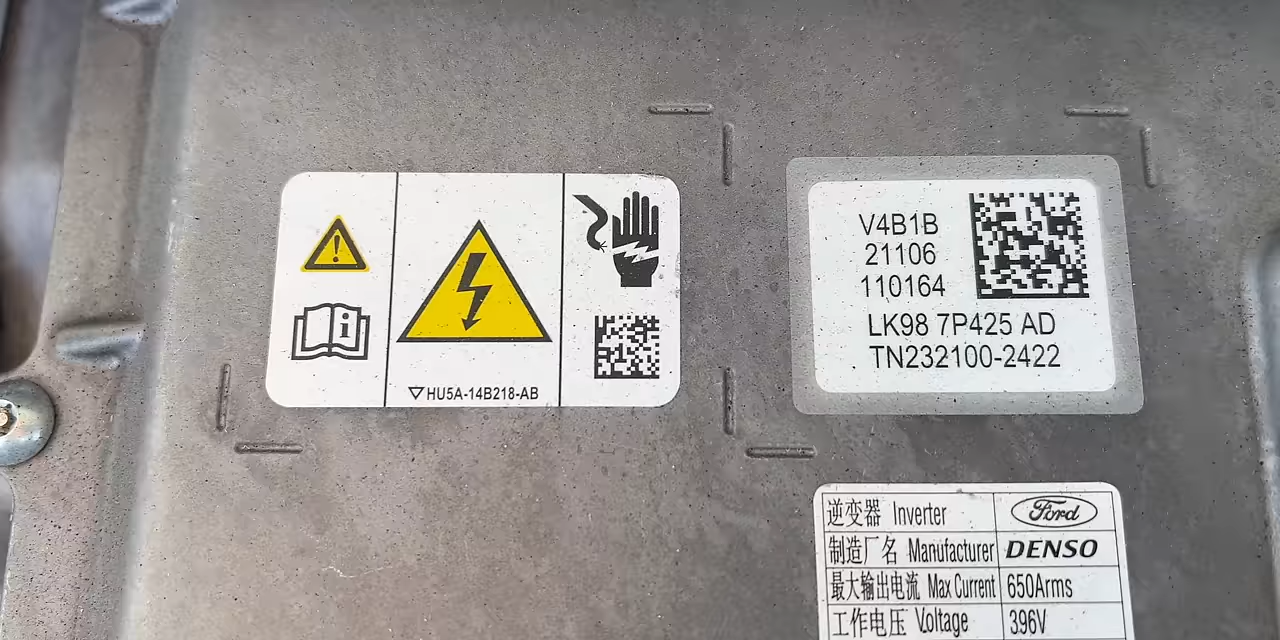 HU5A-14B218-AB
V4B1B
21106
110164
LK98 7P425 AD
TN232100-2422
逆变器 Inverter Ford
制造厂名 Manufacturer DENSO
最大输出电流 Max Current 650Arms
工作电压 Voltage 396V